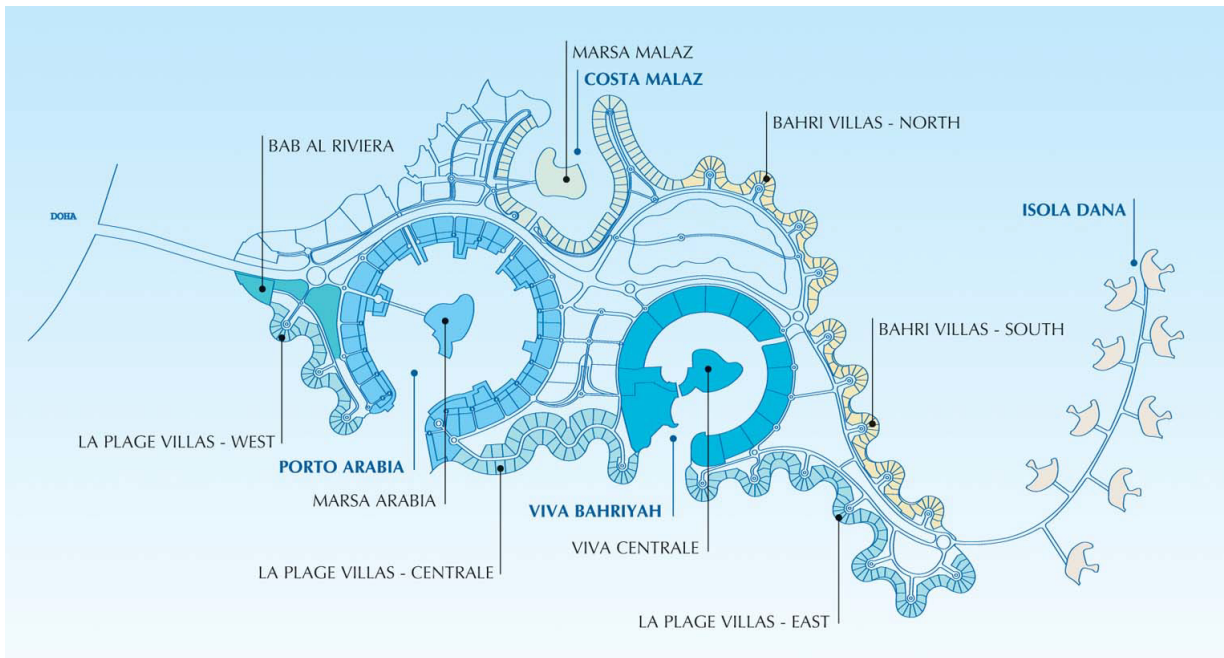 MARSA MALAZ
COSTA MALAZ
BAHRI VILLAS - NORTH
BAB AL RIVIERA
DOHA
ISOLA DANA
BAHRI VILLAS - SOUTH
LA PLAGE VILLAS - WEST
PORTO ARABIA
MARSA ARABIA
VIVA BAHRIYAH
VIVA CENTRALE
LA PLAGE VILLAS - CENTRALE
LA PLAGE VILLAS - EAST